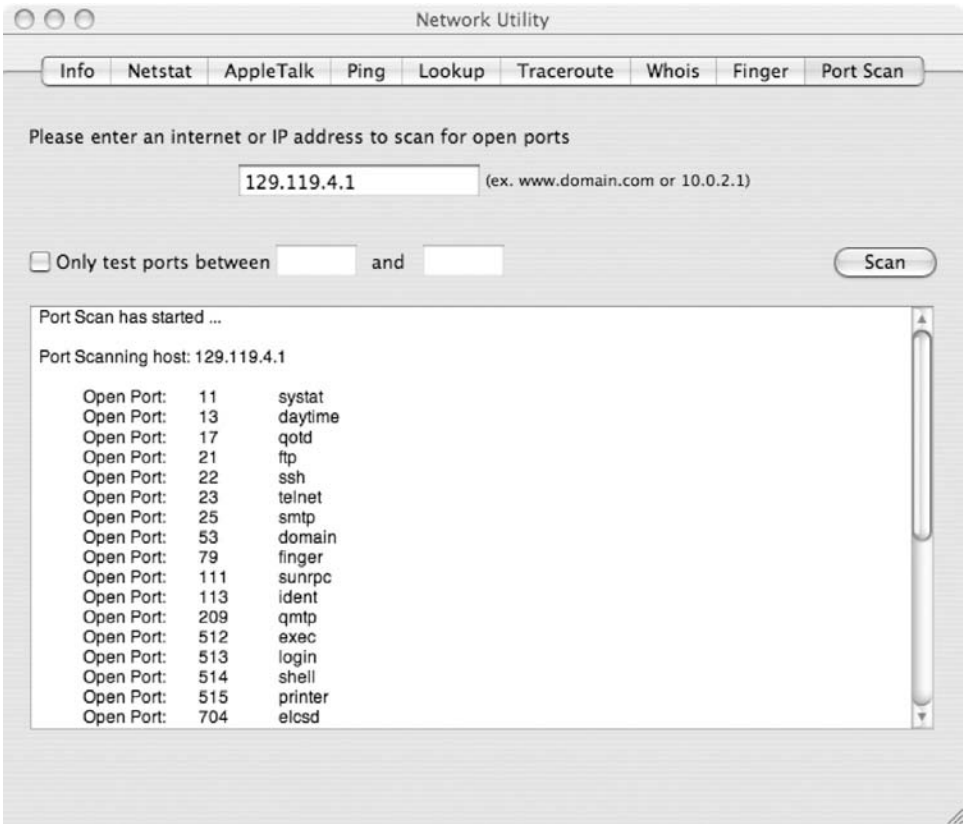 Network Utility
Info Netstat AppleTalk Ping Lookup Traceroute Whois Finger Port Scan
Please enter an internet or IP address to scan for open ports
129.119.4.1 (ex. www.domain.com or 10.0.2.1)
Only test ports between and Scan
Port Scan has started ...
Port Scanning host: 129.119.4.1
Open Port: 11 systat
Open Port: 13 daytime
Open Port: 17 qotd
Open Port: 21 ftp
Open Port: 22 ssh
Open Port: 23 telnet
Open Port: 25 smtp
Open Port: 53 domain
Open Port: 79 finger
Open Port: 111 sunrpc
Open Port: 113 ident
Open Port: 209 qmtp
Open Port: 512 exec
Open Port: 513 login
Open Port: 514 shell
Open Port: 515 printer
Open Port: 704 elcsd